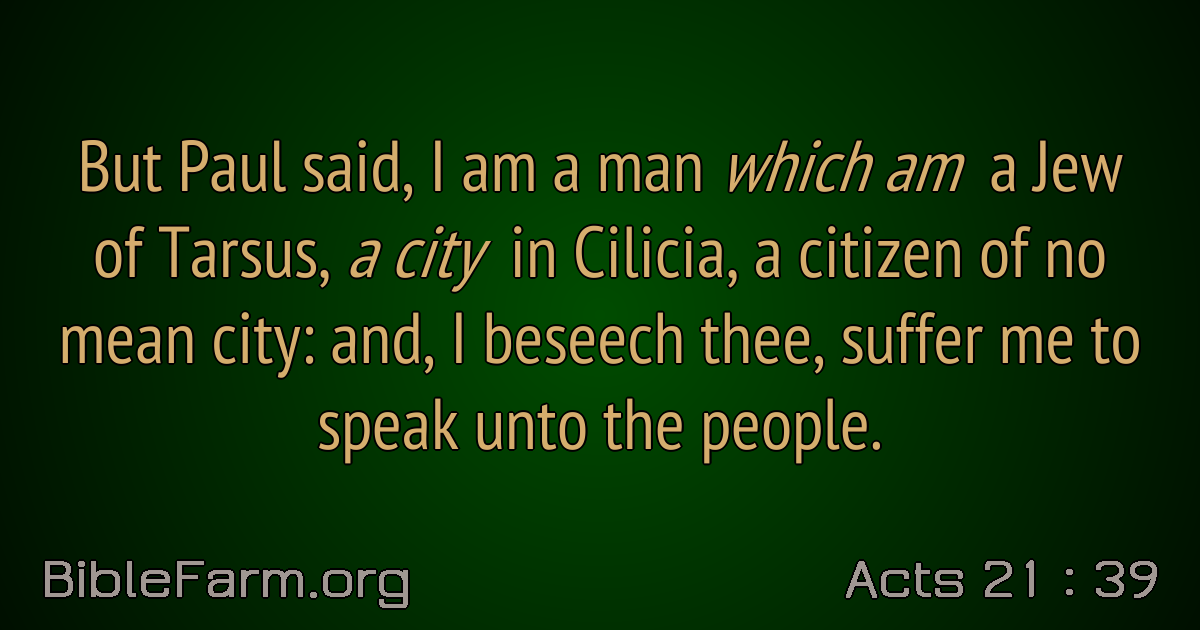 But Paul said, I am a man which am a Jew
of Tarsus, a city in Cilicia, a citizen of no
mean city: and, I beseech thee, suffer me to
speak unto the people.
BibleFarm.org
Acts 21 : 39